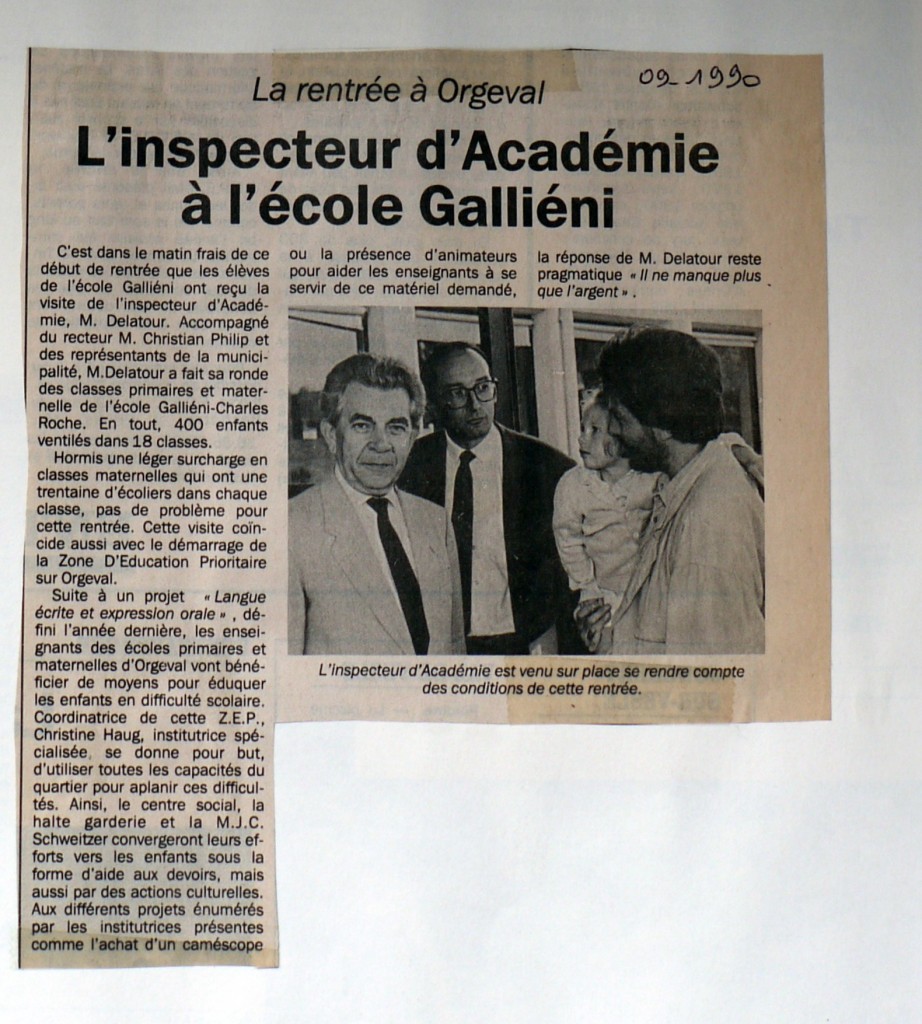 09-1990
La rentrée à Orgeval
L'inspecteur d'Académie
à l'école Galliéni
C'est dans le matin frais de ce
début de rentrée que les élèves
de l'école Galliéni ont reçu la
visite de l'inspecteur d'Acadé-
mie, M. Delatour. Accompagné
du recteur M. Christian Philip et
des représentants de la munici-
palité, M.Delatour a fait sa ronde
des classes primaires et mater-
nelle de l'école Galliéni-Charles
Roche. En tout, 400 enfants
ventilés dans 18 classes.
Hormis une léger surcharge en
classes maternelles qui ont une
trentaine d'écoliers dans chaque
classe, pas de problème pour
cette rentrée. Cette visite coïn-
cide aussi avec le démarrage de
la Zone D'Education Prioritaire
sur Orgeval.
Suite à un projet « Langue
écrite et expression orale » , dé-
fini l'année dernière, les ensei-
gnants des écoles primaires et
maternelles d'Orgeval vont béné-
ficier de moyens pour éduquer
les enfants en difficulté scolaire.
Coordinatrice de cette Z.E.P.,
Christine Haug, institutrice spé-
cialisée, se donne pour but,
d'utiliser toutes les capacités du
quartier pour aplanir ces difficul-
tés. Ainsi, le centre social, la
halte garderie et la M.J.C.
Schweitzer convergeront leurs ef-
forts vers les enfants sous la
forme d'aide aux devoirs, mais
aussi par des actions culturelles.
Aux différents projets énumérés
par les institutrices présentes
comme l'achat d'un caméscope
ou la présence d'animateurs
pour aider les enseignants à se
servir de ce matériel demandé,
la réponse de M. Delatour reste
pragmatique « Il ne manque plus
que l'argent » .
L'inspecteur d'Académie est venu sur place se rendre compte
des conditions de cette rentrée.